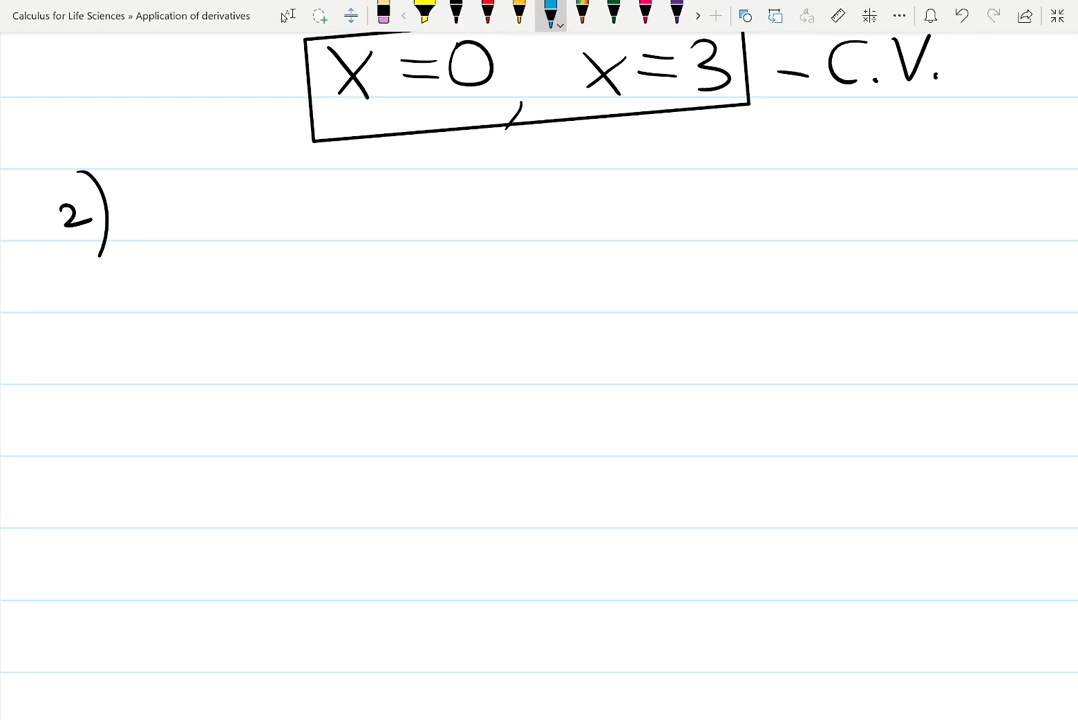 Calculus for Life Sciences » Application of derivatives
x = 0 , x = 3 - C.V.
2)